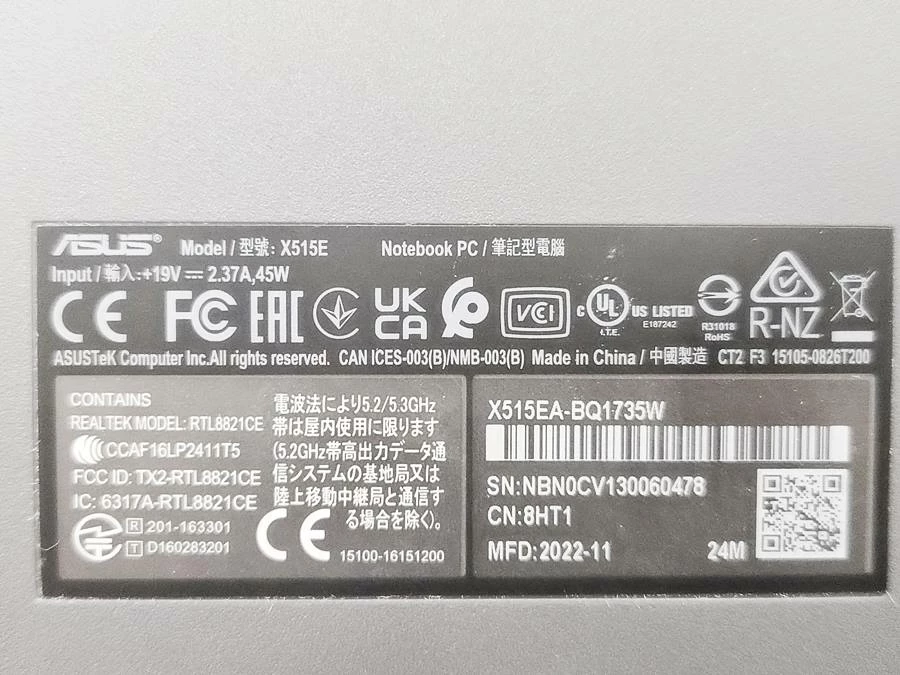 ASUS® Model / 型號: X515E Notebook PC / 筆記型電腦
Input / 輸入:+19V ⎓ 2.37A,45W
CE FC EAC UK CA VCI c UL US LISTED I.T.E. E187242 R31018 RoHS R-NZ
ASUSTeK Computer Inc.All rights reserved. CAN ICES-003(B)/NMB-003(B) Made in China / 中國製造 CT2 F3 15105-0826T200
CONTAINS
REALTEK MODEL: RTL8821CE
CCAF16LP2411T5
FCC ID: TX2-RTL8821CE
IC: 6317A-RTL8821CE
R 201-163301
T D160283201
CE
電波法により5.2/5.3GHz
帯は屋内使用に限ります
(5.2GHz帯高出力データ通
信システムの基地局又は
陸上移動中継局と通信す
る場合を除く)。
15100-16151200
X515EA-BQ1735W
SN:NBN0CV130060478
CN:8HT1
MFD:2022-11 24M